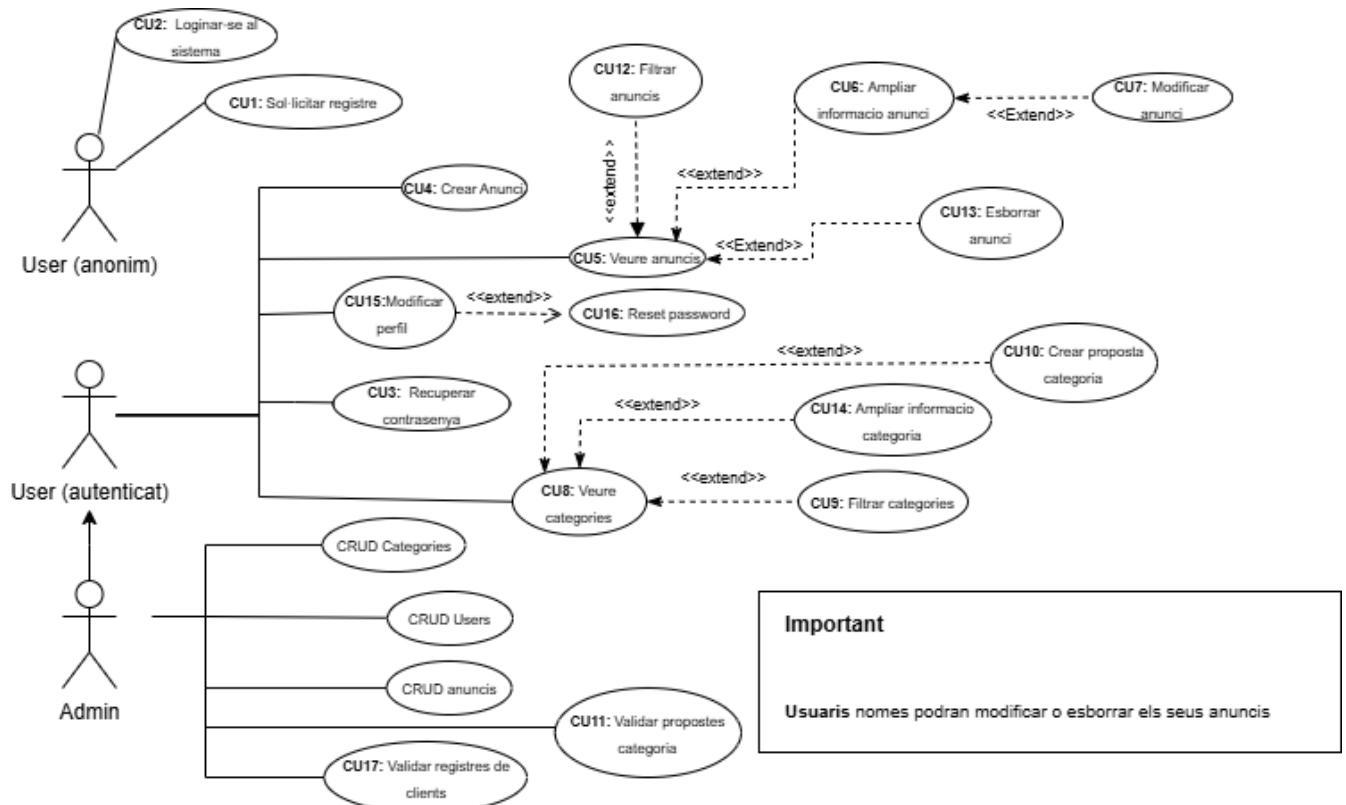 CU2: Loginar-se al
sistema
CU1: Sol·licitar registre
User (anonim)
CU12: Filtrar
anuncis
CU6: Ampliar
informacio anunci
CU7: Modificar
anunci
<<Extend>>
<<extend>>
<<extend>>
CU4: Crear Anunci
CU13: Esborrar
anunci
<<Extend>>
CU5: Veure anuncis
CU15:Modificar
perfil
<<extend>>
CU16: Reset password
CU10: Crear proposta
categoria
<<extend>>
CU3: Recuperar
contrasenya
CU14: Ampliar informacio
categoria
<<extend>>
User (autenticat)
CU8: Veure
categories
<<extend>>
CU9: Filtrar categories
CRUD Categories
CRUD Users
CRUD anuncis
Admin
CU11: Validar propostes
categoria
CU17: Validar registres de
clients
Important
Usuaris nomes podran modificar o esborrar els seus anuncis